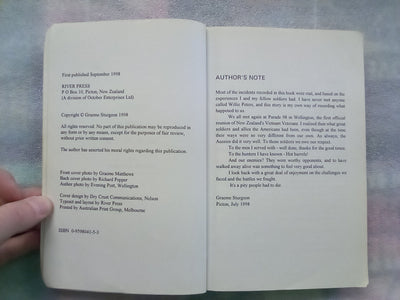 First published September 1998
RIVER PRESS
P O Box 10, Picton, New Zealand
(A division of October Enterprises Ltd)
Copyright © Graeme Sturgeon 1998
All rights reserved. No part of this publication may be reproduced in
any form or by any means, except for the purposes of fair review,
without prior written consent.
The author has asserted his moral rights regarding this publication.
Front cover photo by Graeme Matthews
Back cover photo by Richard Popper
Author photo by Evening Post, Wellington
Cover design by Dry Crust Communications, Nelson
Typeset and layout by River Press
Printed by Australian Print Group, Melbourne
ISBN 0-9598041-5-3
AUTHOR'S NOTE
Most of the incidents recorded in this book were real, and based on the
experiences I and my fellow soldiers had. I have never met anyone
called Willie Peters, and this story is my own way of recording what
happened to us.
We all met again at Parade 98 in Wellington, the first official
reunion of New Zealand's Vietnam Veterans. I realised then what great
soldiers and allies the Americans had been, even though at the time
their ways were so very different from our own. As always, the
Aussies did it very well. To these soldiers we owe our respect.
To the men I served with - well done, thanks for the good times.
To the hunters I have known - Hot barrels!
And our enemies? They were worthy opponents, and to have
walked away alive was something to feel very good about.
I look back with a great deal of enjoyment on the challenges we
faced and the battles we fought.
It's a pity people had to die.
Graeme Sturgeon
Picton, July 1998